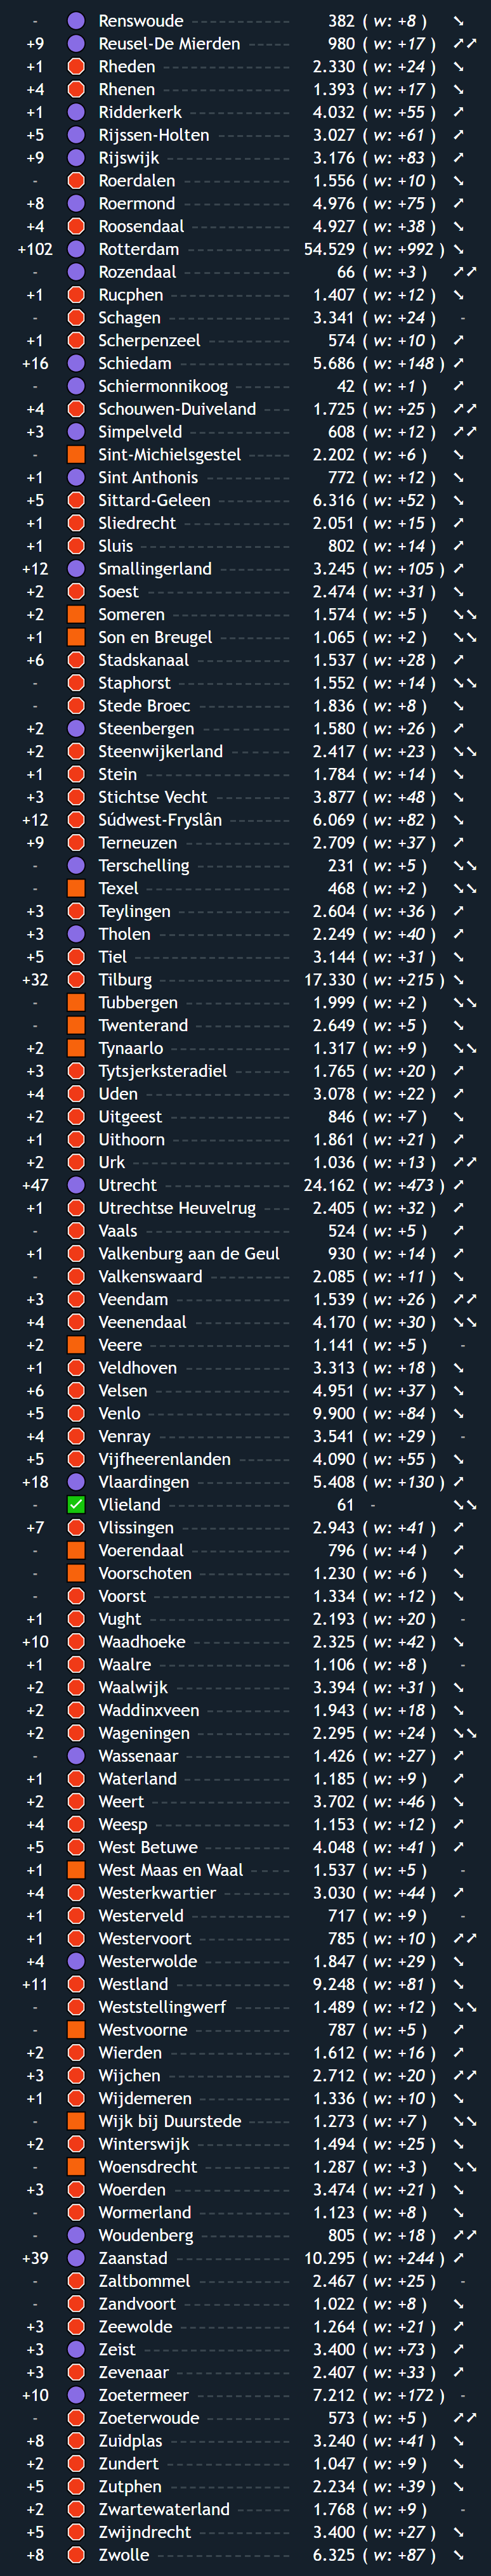 - Renswoude 382 ( w: +8 ) ➘
+9 Reusel-De Mierden 980 ( w: +17 ) ➚➚
+1 Rheden 2.330 ( w: +24 ) ➘
+4 Rhenen 1.393 ( w: +17 ) ➘
+1 Ridderkerk 4.032 ( w: +55 ) ➚
+5 Rijssen-Holten 3.027 ( w: +61 ) ➚
+9 Rijswijk 3.176 ( w: +83 ) ➚
- Roerdalen 1.556 ( w: +10 ) ➘
+8 Roermond 4.976 ( w: +75 ) ➚
+4 Roosendaal 4.927 ( w: +38 ) ➘
+102 Rotterdam 54.529 ( w: +992 ) ➘
- Rozendaal 66 ( w: +3 ) ➚➚
+1 Rucphen 1.407 ( w: +12 ) ➘
- Schagen 3.341 ( w: +24 ) -
+1 Scherpenzeel 574 ( w: +10 ) ➚
+16 Schiedam 5.686 ( w: +148 ) ➚
- Schiermonnikoog 42 ( w: +1 ) ➚
+4 Schouwen-Duiveland 1.725 ( w: +25 ) ➚➚
+3 Simpelveld 608 ( w: +12 ) ➚➚
- Sint-Michielsgestel 2.202 ( w: +6 ) ➘
+1 Sint Anthonis 772 ( w: +12 ) ➘
+5 Sittard-Geleen 6.316 ( w: +52 ) ➘
+1 Sliedrecht 2.051 ( w: +15 ) ➚
+1 Sluis 802 ( w: +14 ) ➚
+12 Smallingerland 3.245 ( w: +105 ) ➚
+2 Soest 2.474 ( w: +31 ) ➘
+2 Someren 1.574 ( w: +5 ) ➘➘
+1 Son en Breugel 1.065 ( w: +2 ) ➘➘
+6 Stadskanaal 1.537 ( w: +28 ) ➚
- Staphorst 1.552 ( w: +14 ) ➘➘
- Stede Broec 1.836 ( w: +8 ) ➘
+2 Steenbergen 1.580 ( w: +26 ) ➚
+2 Steenwijkerland 2.417 ( w: +23 ) ➘➘
+1 Stein 1.784 ( w: +14 ) ➘
+3 Stichtse Vecht 3.877 ( w: +48 ) ➘
+12 Súdwest-Fryslân 6.069 ( w: +82 ) ➘
+9 Terneuzen 2.709 ( w: +37 ) ➚
- Terschelling 231 ( w: +5 ) ➘➘
- Texel 468 ( w: +2 ) ➘➘
+3 Teylingen 2.604 ( w: +36 ) ➚
+3 Tholen 2.249 ( w: +40 ) ➚
+5 Tiel 3.144 ( w: +31 ) ➘
+32 Tilburg 17.330 ( w: +215 ) ➘
- Tubbergen 1.999 ( w: +2 ) ➘➘
- Twenterand 2.649 ( w: +5 ) ➘
+2 Tynaarlo 1.317 ( w: +9 ) ➘➘
+3 Tytsjerksteradiel 1.765 ( w: +20 ) ➚
+4 Uden 3.078 ( w: +22 ) ➚
+2 Uitgeest 846 ( w: +7 ) ➘
+1 Uithoorn 1.861 ( w: +21 ) ➚
+2 Urk 1.036 ( w: +13 ) ➚➚
+47 Utrecht 24.162 ( w: +473 ) ➚
+1 Utrechtse Heuvelrug 2.405 ( w: +32 ) ➚
- Vaals 524 ( w: +5 ) ➚
+1 Valkenburg aan de Geul 930 ( w: +14 ) ➚
- Valkenswaard 2.085 ( w: +11 ) ➘
+3 Veendam 1.539 ( w: +26 ) ➚➚
+4 Veenendaal 4.170 ( w: +30 ) ➘➘
+2 Veere 1.141 ( w: +5 ) -
+1 Veldhoven 3.313 ( w: +18 ) ➘
+6 Velsen 4.951 ( w: +37 ) ➘
+5 Venlo 9.900 ( w: +84 ) ➘
+4 Venray 3.541 ( w: +29 ) -
+5 Vijfheerenlanden 4.090 ( w: +55 ) ➘
+18 Vlaardingen 5.408 ( w: +130 ) ➚
- Vlieland 61 - ➘➘
+7 Vlissingen 2.943 ( w: +41 ) ➚
- Voerendaal 796 ( w: +4 ) ➚
- Voorschoten 1.230 ( w: +6 ) ➘
- Voorst 1.334 ( w: +12 ) ➘
+1 Vught 2.193 ( w: +20 ) -
+10 Waadhoeke 2.325 ( w: +42 ) ➘
+1 Waalre 1.106 ( w: +8 ) -
+2 Waalwijk 3.394 ( w: +31 ) ➘
+2 Waddinxveen 1.943 ( w: +18 ) ➘
+2 Wageningen 2.295 ( w: +24 ) ➘➘
- Wassenaar 1.426 ( w: +27 ) ➚
+1 Waterland 1.185 ( w: +9 ) ➚
+2 Weert 3.702 ( w: +46 ) ➘
+4 Weesp 1.153 ( w: +12 ) ➚
+5 West Betuwe 4.048 ( w: +41 ) ➚
+1 West Maas en Waal 1.537 ( w: +5 ) -
+4 Westerkwartier 3.030 ( w: +44 ) ➚
+1 Westerveld 717 ( w: +9 ) -
+1 Westervoort 785 ( w: +10 ) ➚➚
+4 Westerwolde 1.847 ( w: +29 ) ➘
+11 Westland 9.248 ( w: +81 ) ➘
- Weststellingwerf 1.489 ( w: +12 ) ➘➘
- Westvoorne 787 ( w: +5 ) ➚
+2 Wierden 1.612 ( w: +16 ) ➚
+3 Wijchen 2.712 ( w: +20 ) ➚➚
+1 Wijdemeren 1.336 ( w: +10 ) ➘
- Wijk bij Duurstede 1.273 ( w: +7 ) ➘➘
+2 Winterswijk 1.494 ( w: +25 ) ➘
- Woensdrecht 1.287 ( w: +3 ) ➘➘
+3 Woerden 3.474 ( w: +21 ) ➘
- Wormerland 1.123 ( w: +8 ) ➘
- Woudenberg 805 ( w: +18 ) ➚➚
+39 Zaanstad 10.295 ( w: +244 ) ➚
- Zaltbommel 2.467 ( w: +25 ) -
- Zandvoort 1.022 ( w: +8 ) ➘
+3 Zeewolde 1.264 ( w: +21 ) ➚
+3 Zeist 3.400 ( w: +73 ) ➚
+3 Zevenaar 2.407 ( w: +33 ) ➚
+10 Zoetermeer 7.212 ( w: +172 ) -
- Zoeterwoude 573 ( w: +5 ) ➚➚
+8 Zuidplas 3.240 ( w: +41 ) ➘
+2 Zundert 1.047 ( w: +9 ) ➘
+5 Zutphen 2.234 ( w: +39 ) ➘
+2 Zwartewaterland 1.768 ( w: +9 ) -
+5 Zwijndrecht 3.400 ( w: +27 ) ➘
+8 Zwolle 6.325 ( w: +87 ) ➘